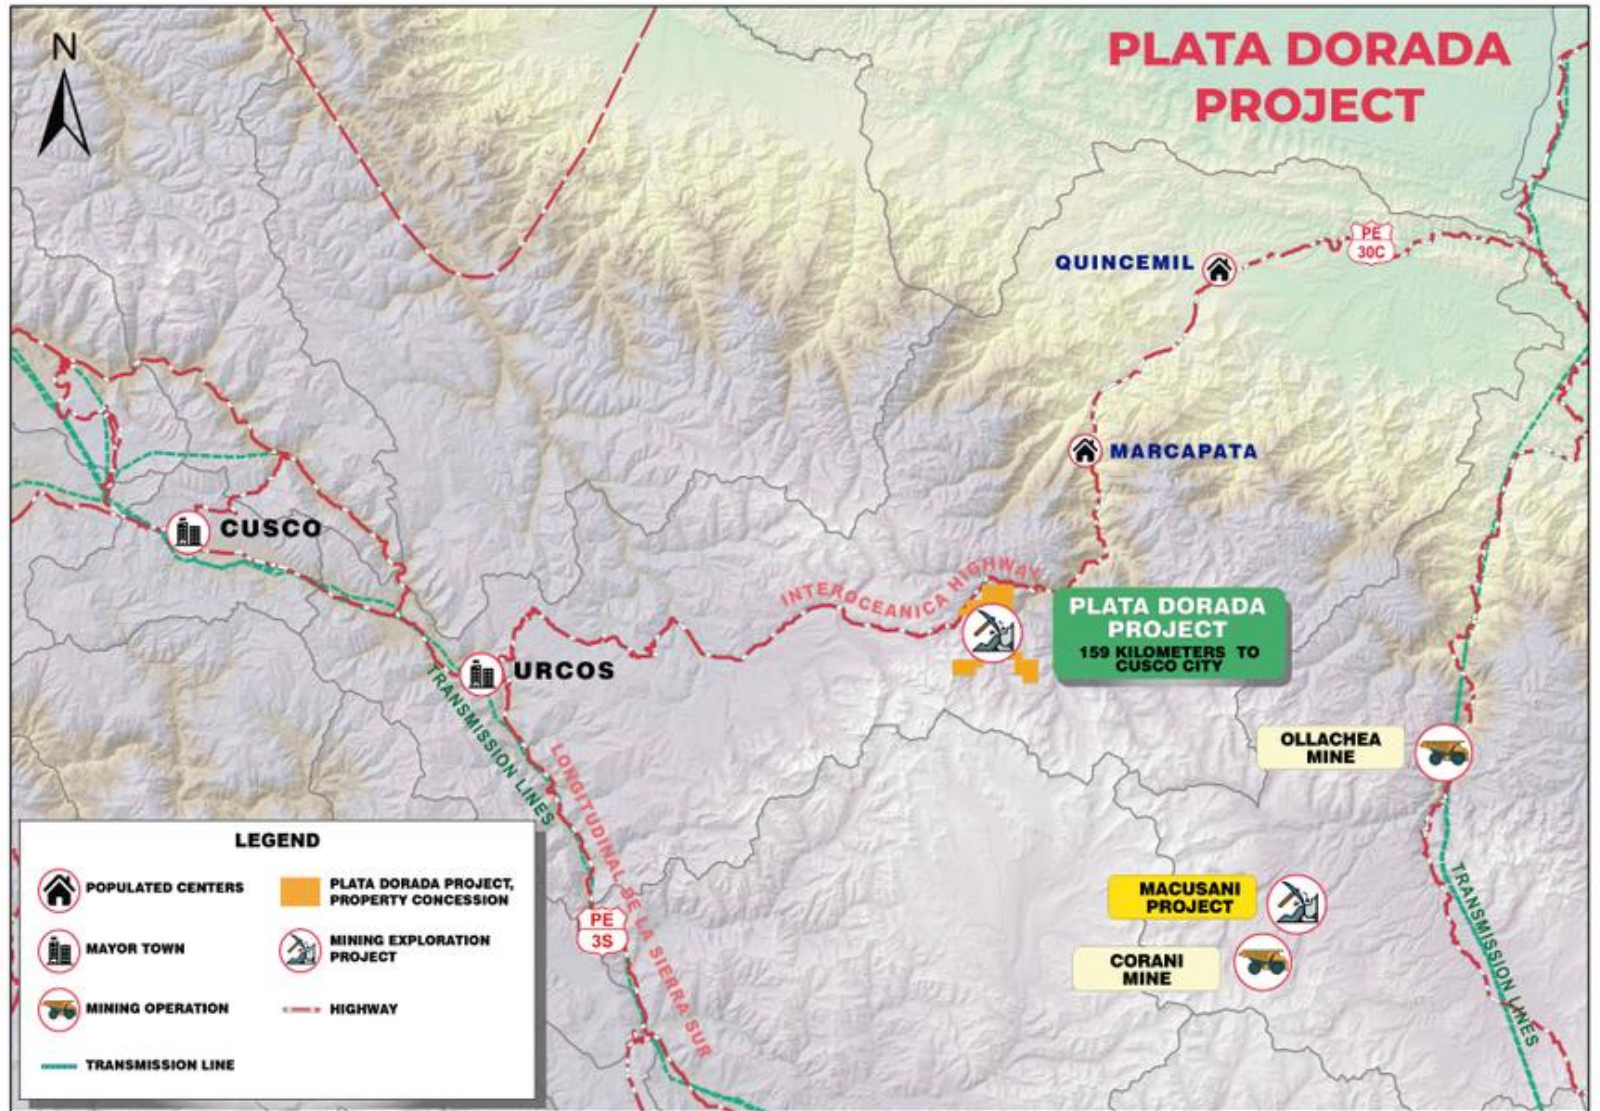 N
PLATA DORADA
PROJECT
PE
30C
QUINCEMIL
MARCAPATA
CUSCO
INTEROCEANICA HIGHWAY
PLATA DORADA
PROJECT
159 KILOMETERS TO
CUSCO CITY
URCOS
TRANSMISSION LINES
LONGITUDINAL DE LA SIERRA SUR
OLLACHEA
MINE
MACUSANI
PROJECT
CORANI
MINE
TRANSMISSION LINES
PE
3S
LEGEND
POPULATED CENTERS
PLATA DORADA PROJECT,
PROPERTY CONCESSION
MAYOR TOWN
MINING EXPLORATION
PROJECT
MINING OPERATION
HIGHWAY
TRANSMISSION LINE